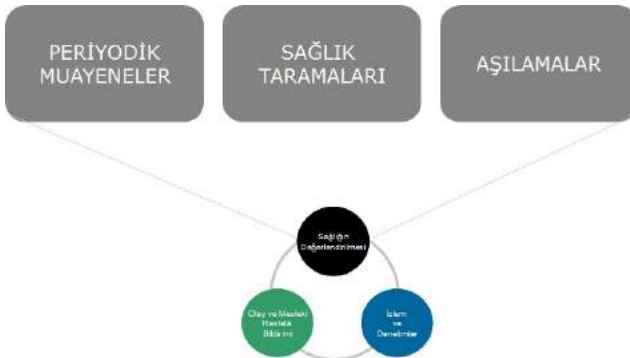 PERİYODİK
MUAYENELER
SAĞLIK
TARAMALARI
AŞILAMALAR
Sağlığın
Değerlendirilmesi
Olay ve Mesleki
Hastalık
Bildirimi
İzlem
ve
Denetimler